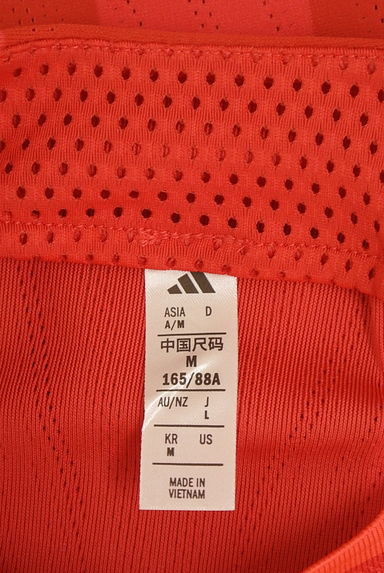 ASIA D
A/M
中国尺码
M
165/88A
AU/NZ J
L
KR US
M
MADE IN
VIETNAM